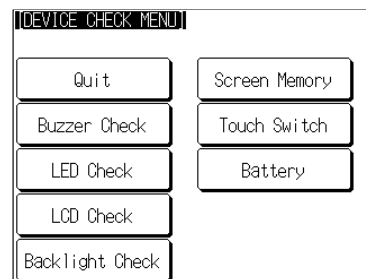 [DEVICE CHECK MENU]
Quit
Buzzer Check
LED Check
LCD Check
Backlight Check
Screen Memory
Touch Switch
Battery